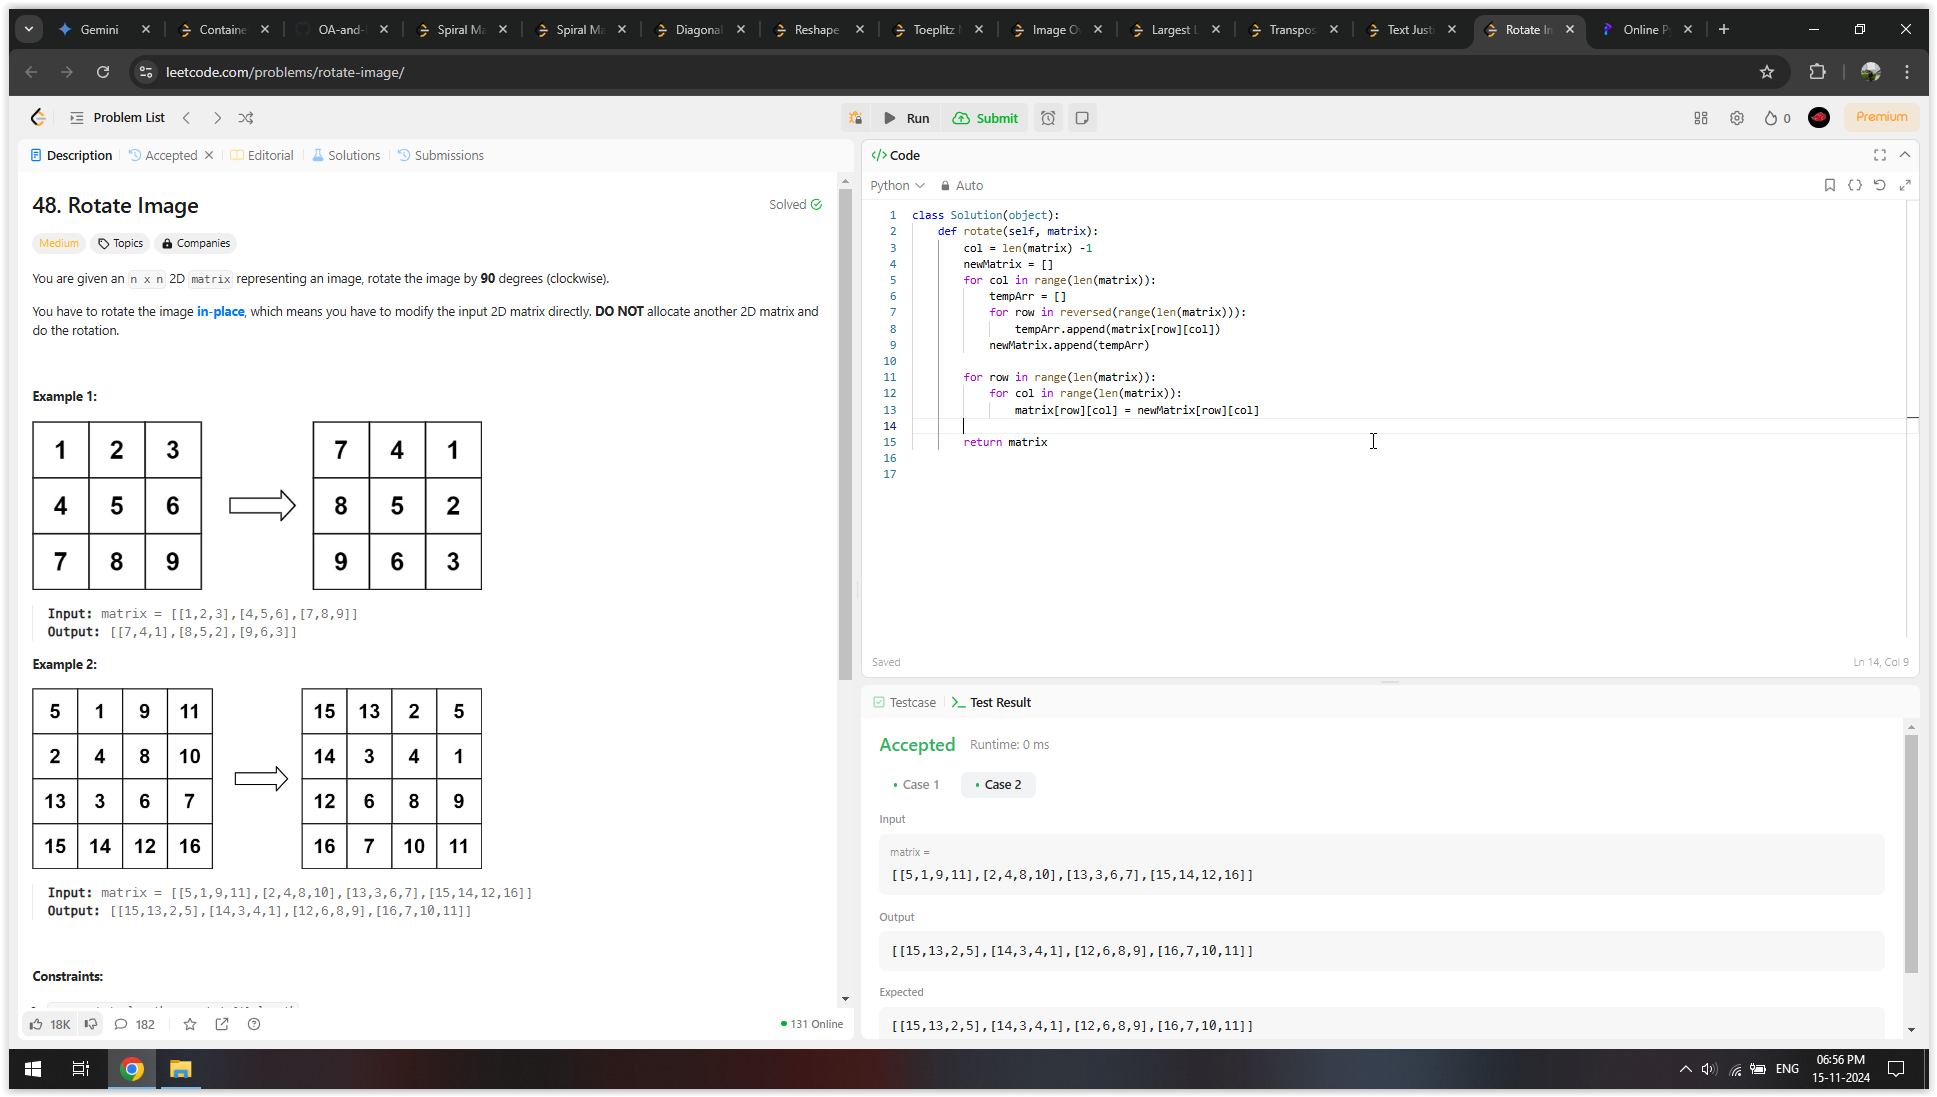 Gemini
Containe
OA-and-
Spiral Ma
Spiral Ma
Diagonal
Reshape
Toeplitz
Image O
Largest L
Transpos
Text Just
Rotate In
Online P
leetcode.com/problems/rotate-image/
Problem List
Run
Submit
0
Premium
Description
Accepted
Editorial
Solutions
Submissions
48. Rotate Image
Solved
Medium
Topics
Companies
You are given an n x n 2D matrix representing an image, rotate the image by 90 degrees (clockwise).
You have to rotate the image in-place, which means you have to modify the input 2D matrix directly. DO NOT allocate another 2D matrix and
do the rotation.
Example 1:
1 2 3 7 4 1
4 5 6 8 5 2
7 8 9 9 6 3
Input: matrix = [[1,2,3],[4,5,6],[7,8,9]]
Output: [[7,4,1],[8,5,2],[9,6,3]]
Example 2:
5 1 9 11 15 13 2 5
2 4 8 10 14 3 4 1
13 3 6 7 12 6 8 9
15 14 12 16 16 7 10 11
Input: matrix = [[5,1,9,11],[2,4,8,10],[13,3,6,7],[15,14,12,16]]
Output: [[15,13,2,5],[14,3,4,1],[12,6,8,9],[16,7,10,11]]
Constraints:
18K
182
131 Online
</> Code
Python
Auto
1 class Solution(object):
2 def rotate(self, matrix):
3 col = len(matrix) -1
4 newMatrix = []
5 for col in range(len(matrix)):
6 tempArr = []
7 for row in reversed(range(len(matrix))):
8 tempArr.append(matrix[row][col])
9 newMatrix.append(tempArr)
10
11 for row in range(len(matrix)):
12 for col in range(len(matrix)):
13 matrix[row][col] = newMatrix[row][col]
14
15 return matrix
16
17
Saved
Ln 14, Col 9
Testcase
Test Result
Accepted
Runtime: 0 ms
Case 1
Case 2
Input
matrix =
[[5,1,9,11],[2,4,8,10],[13,3,6,7],[15,14,12,16]]
Output
[[15,13,2,5],[14,3,4,1],[12,6,8,9],[16,7,10,11]]
Expected
[[15,13,2,5],[14,3,4,1],[12,6,8,9],[16,7,10,11]]
ENG
06:56 PM
15-11-2024